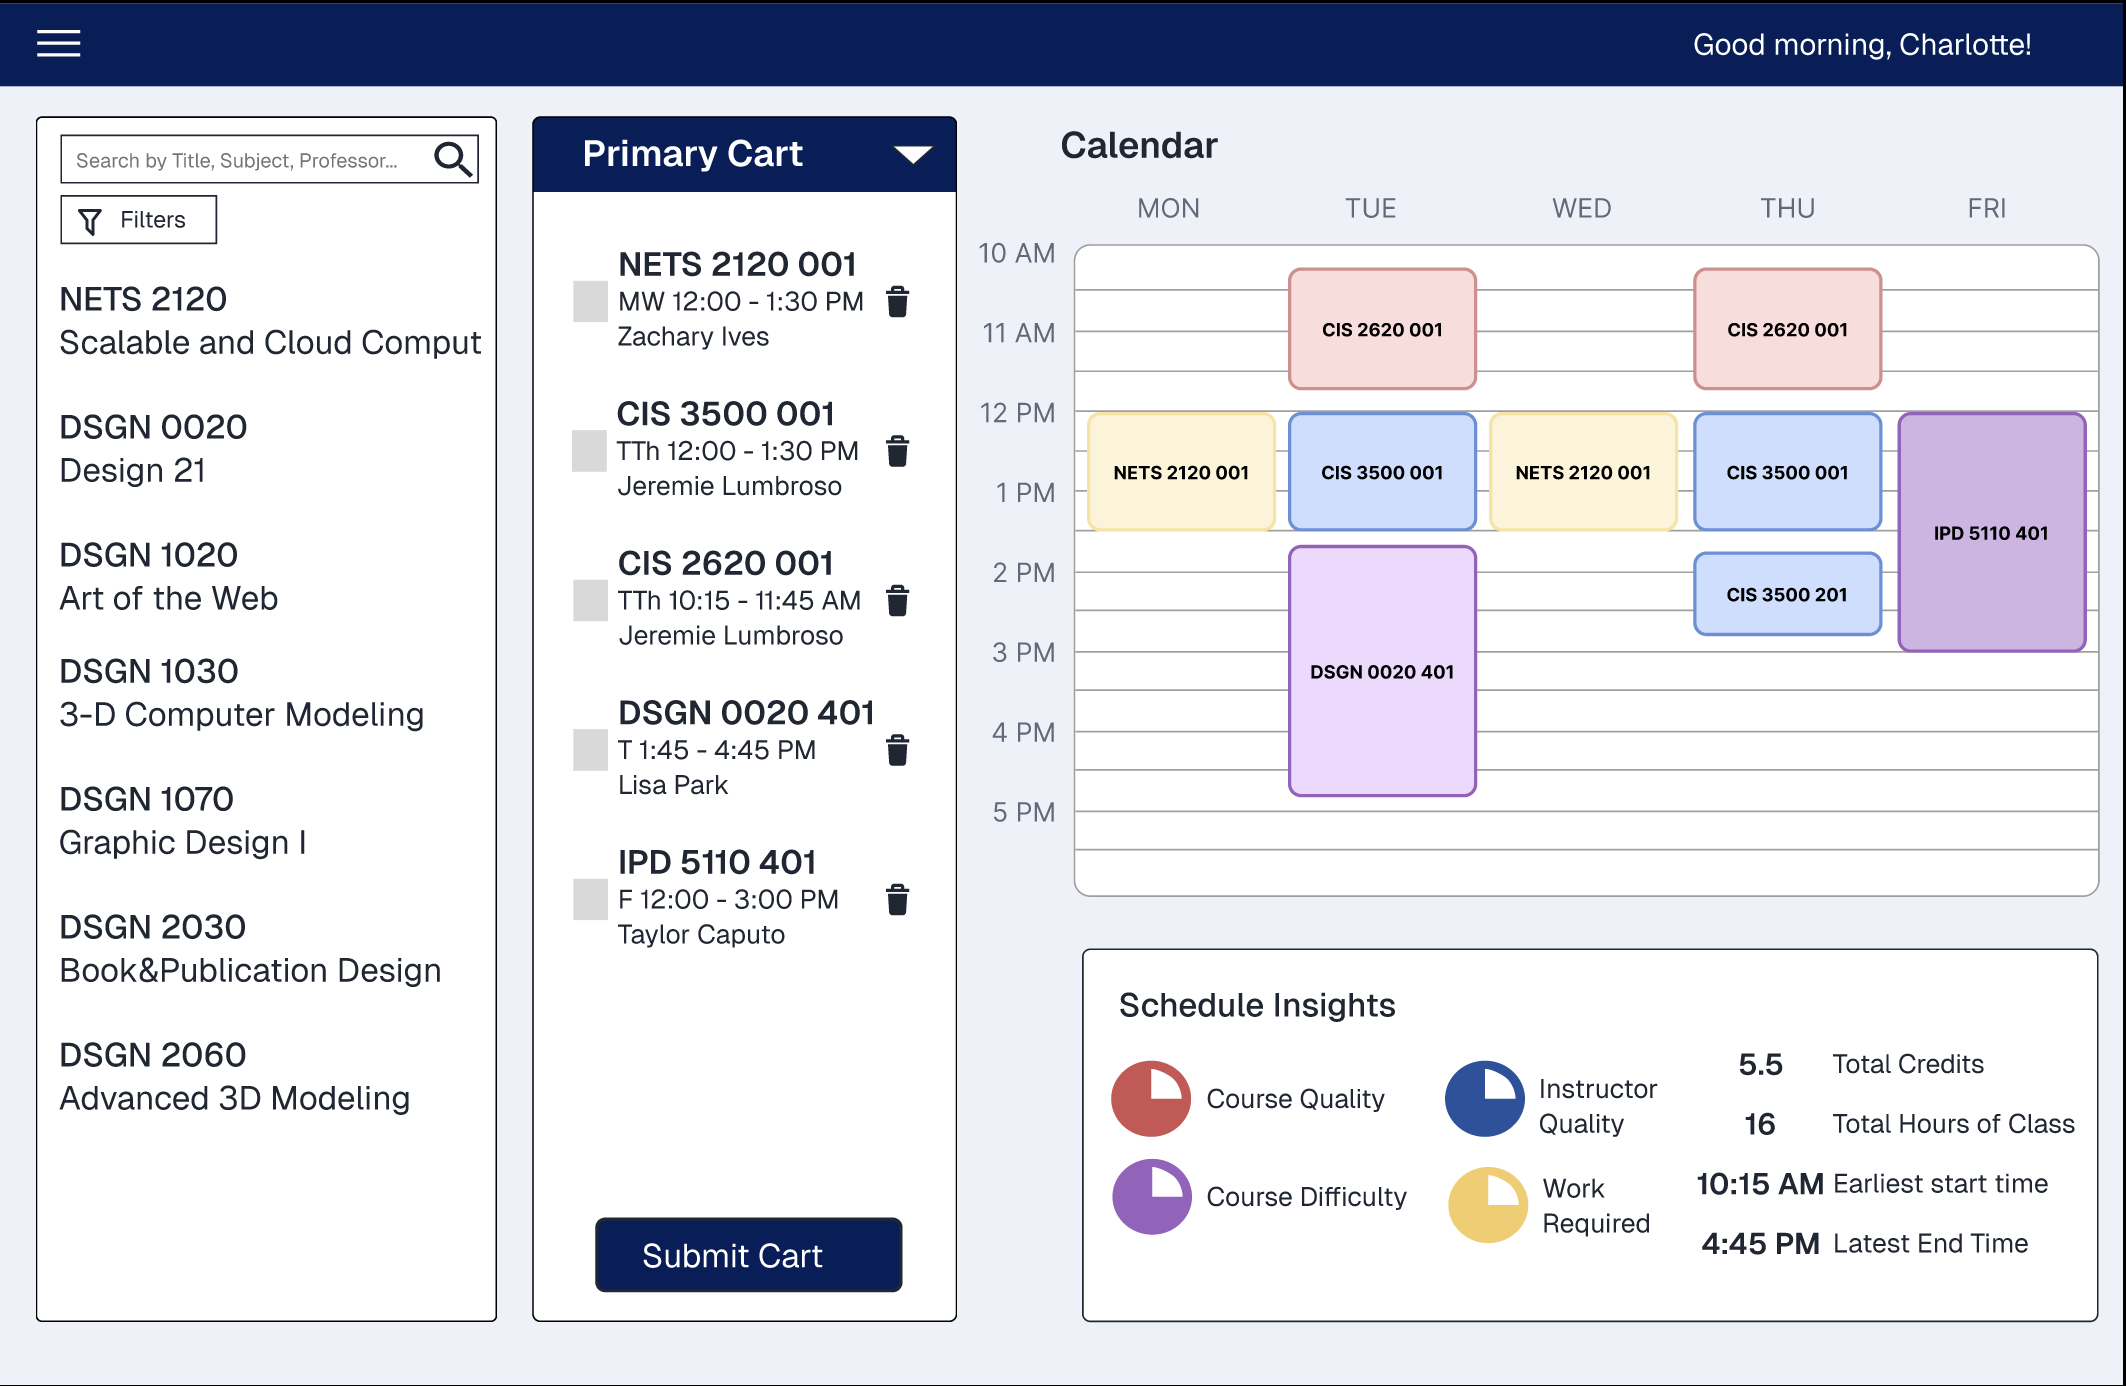 Good morning, Charlotte!
Search by Title, Subject, Professor...
Filters
NETS 2120
Scalable and Cloud Comput
DSGN 0020
Design 21
DSGN 1020
Art of the Web
DSGN 1030
3-D Computer Modeling
DSGN 1070
Graphic Design I
DSGN 2030
Book&Publication Design
DSGN 2060
Advanced 3D Modeling
Primary Cart
NETS 2120 001
MW 12:00 - 1:30 PM
Zachary Ives
CIS 3500 001
TTh 12:00 - 1:30 PM
Jeremie Lumbroso
CIS 2620 001
TTh 10:15 - 11:45 AM
Jeremie Lumbroso
DSGN 0020 401
T 1:45 - 4:45 PM
Lisa Park
IPD 5110 401
F 12:00 - 3:00 PM
Taylor Caputo
Submit Cart
Calendar
MON TUE WED THU FRI
10 AM
CIS 2620 001 CIS 2620 001
11 AM
12 PM
NETS 2120 001 CIS 3500 001 NETS 2120 001 CIS 3500 001
1 PM
IPD 5110 401
2 PM
CIS 3500 201
3 PM
DSGN 0020 401
4 PM
5 PM
Schedule Insights
Course Quality
Instructor
Quality
Course Difficulty
Work
Required
5.5 Total Credits
16 Total Hours of Class
10:15 AM Earliest start time
4:45 PM Latest End Time